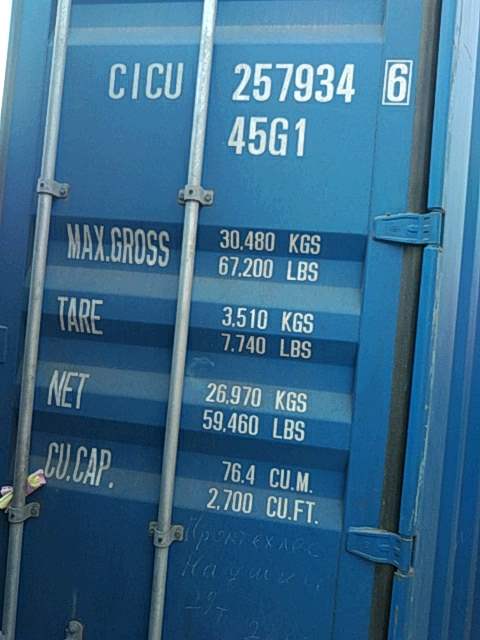 CICU 257934 6
45G1
MAX.GROSS 30,480 KGS
67,200 LBS
TARE 3,510 KGS
7,740 LBS
NET 26,970 KGS
59,460 LBS
CU.CAP. 76.4 CU.M.
2,700 CU.FT.